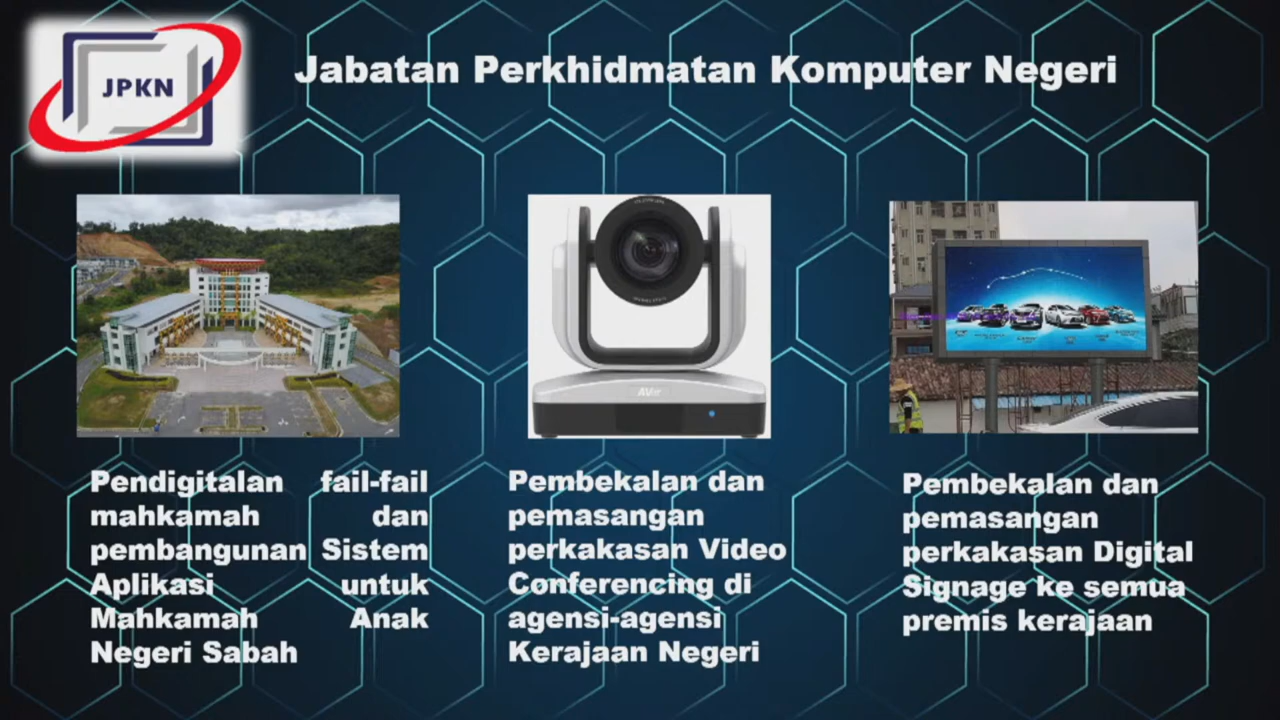 JPKN
Jabatan Perkhidmatan Komputer Negeri
AVer
Pendigitalan fail-fail
mahkamah dan
pembangunan Sistem
Aplikasi untuk
Mahkamah Anak
Negeri Sabah
Pembekalan dan
pemasangan
perkakasan Video
Conferencing di
agensi-agensi
Kerajaan Negeri
Pembekalan dan
pemasangan
perkakasan Digital
Signage ke semua
premis kerajaan